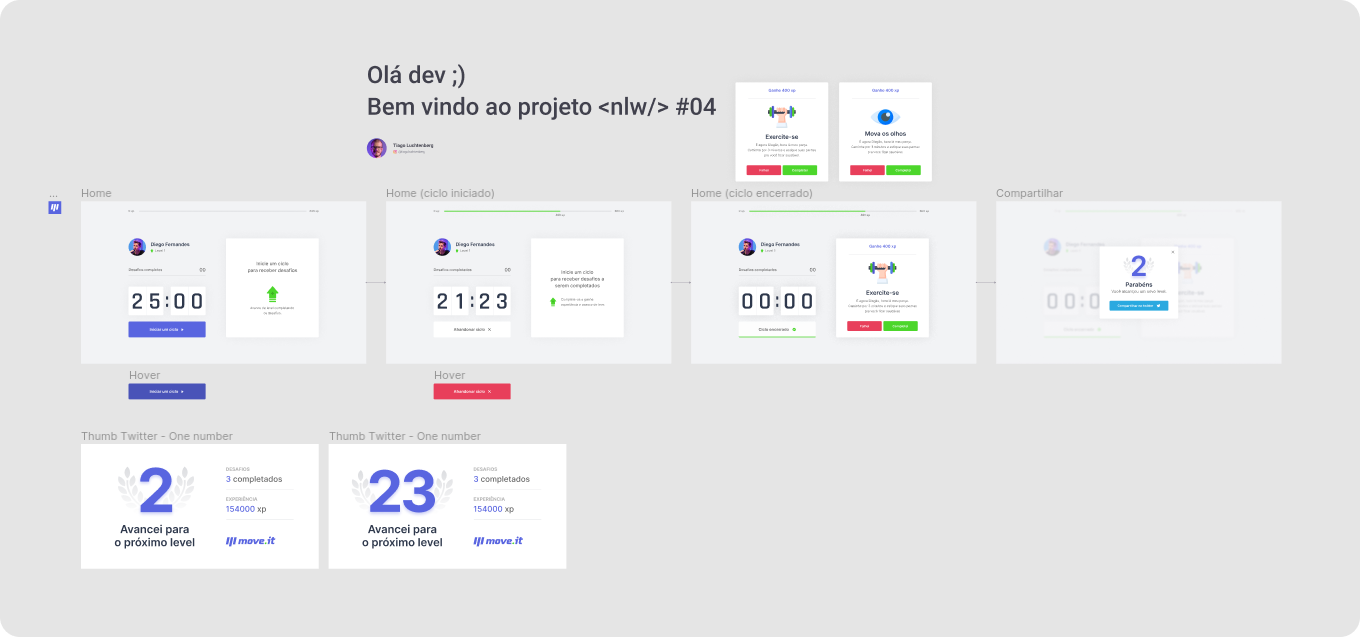 Olá dev ;)
Bem vindo ao projeto <nlw/> #04
Tiago Luchtenberg
Ganhe 400 xp
Exercite-se
Falhei
Completei
Ganhe 400 xp
Mova os olhos
Falhei
Completei
...
Home
Diego Fernandes
Level 1
Desafios completos
00
25:00
Iniciar um ciclo
Inicie um ciclo
para receber desafios
Home (ciclo iniciado)
Diego Fernandes
Level 1
Desafios completados
00
21:23
Abandonar ciclo
Inicie um ciclo
para receber desafios a
serem completados
Home (ciclo encerrado)
Diego Fernandes
Level 1
Desafios completados
00
00:00
Ciclo encerrado
Ganhe 400 xp
Exercite-se
Falhei
Completei
Compartilhar
2
Parabéns
Você alcançou um novo level.
Compartilhar no twitter
Hover
Iniciar um ciclo
Hover
Abandonar ciclo
Thumb Twitter - One number
2
Avancei para
o próximo level
DESAFIOS
3 completados
EXPERIÊNCIA
154000 xp
move.it
Thumb Twitter - One number
23
Avancei para
o próximo level
DESAFIOS
3 completados
EXPERIÊNCIA
154000 xp
move.it